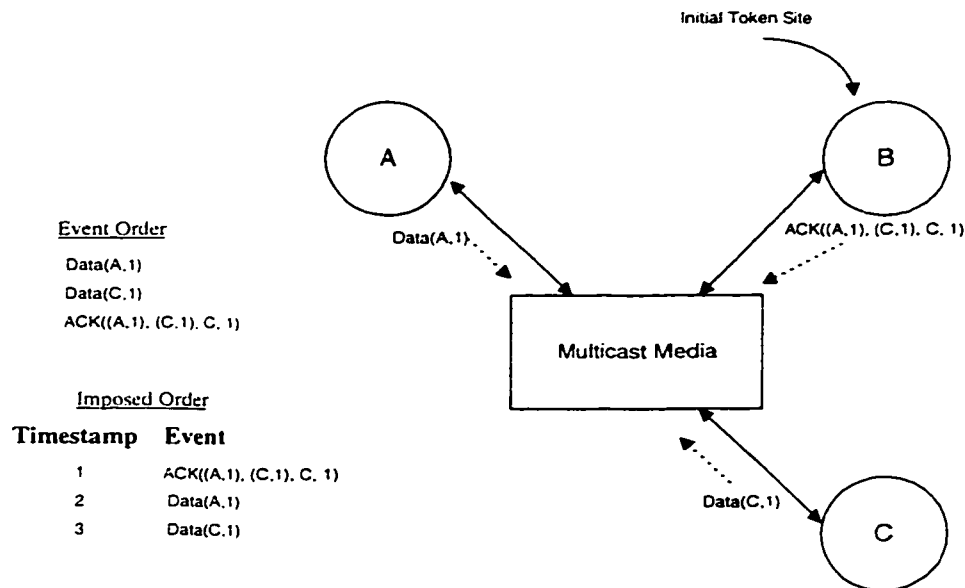 Initial Token Site
A
B
Data(A,1)
ACK((A,1), (C,1), C, 1)
Multicast Media
Data(C,1)
C
Event Order
Data(A,1)
Data(C,1)
ACK((A,1), (C,1), C, 1)
Imposed Order
Timestamp Event
1 ACK((A,1), (C,1), C, 1)
2 Data(A,1)
3 Data(C,1)